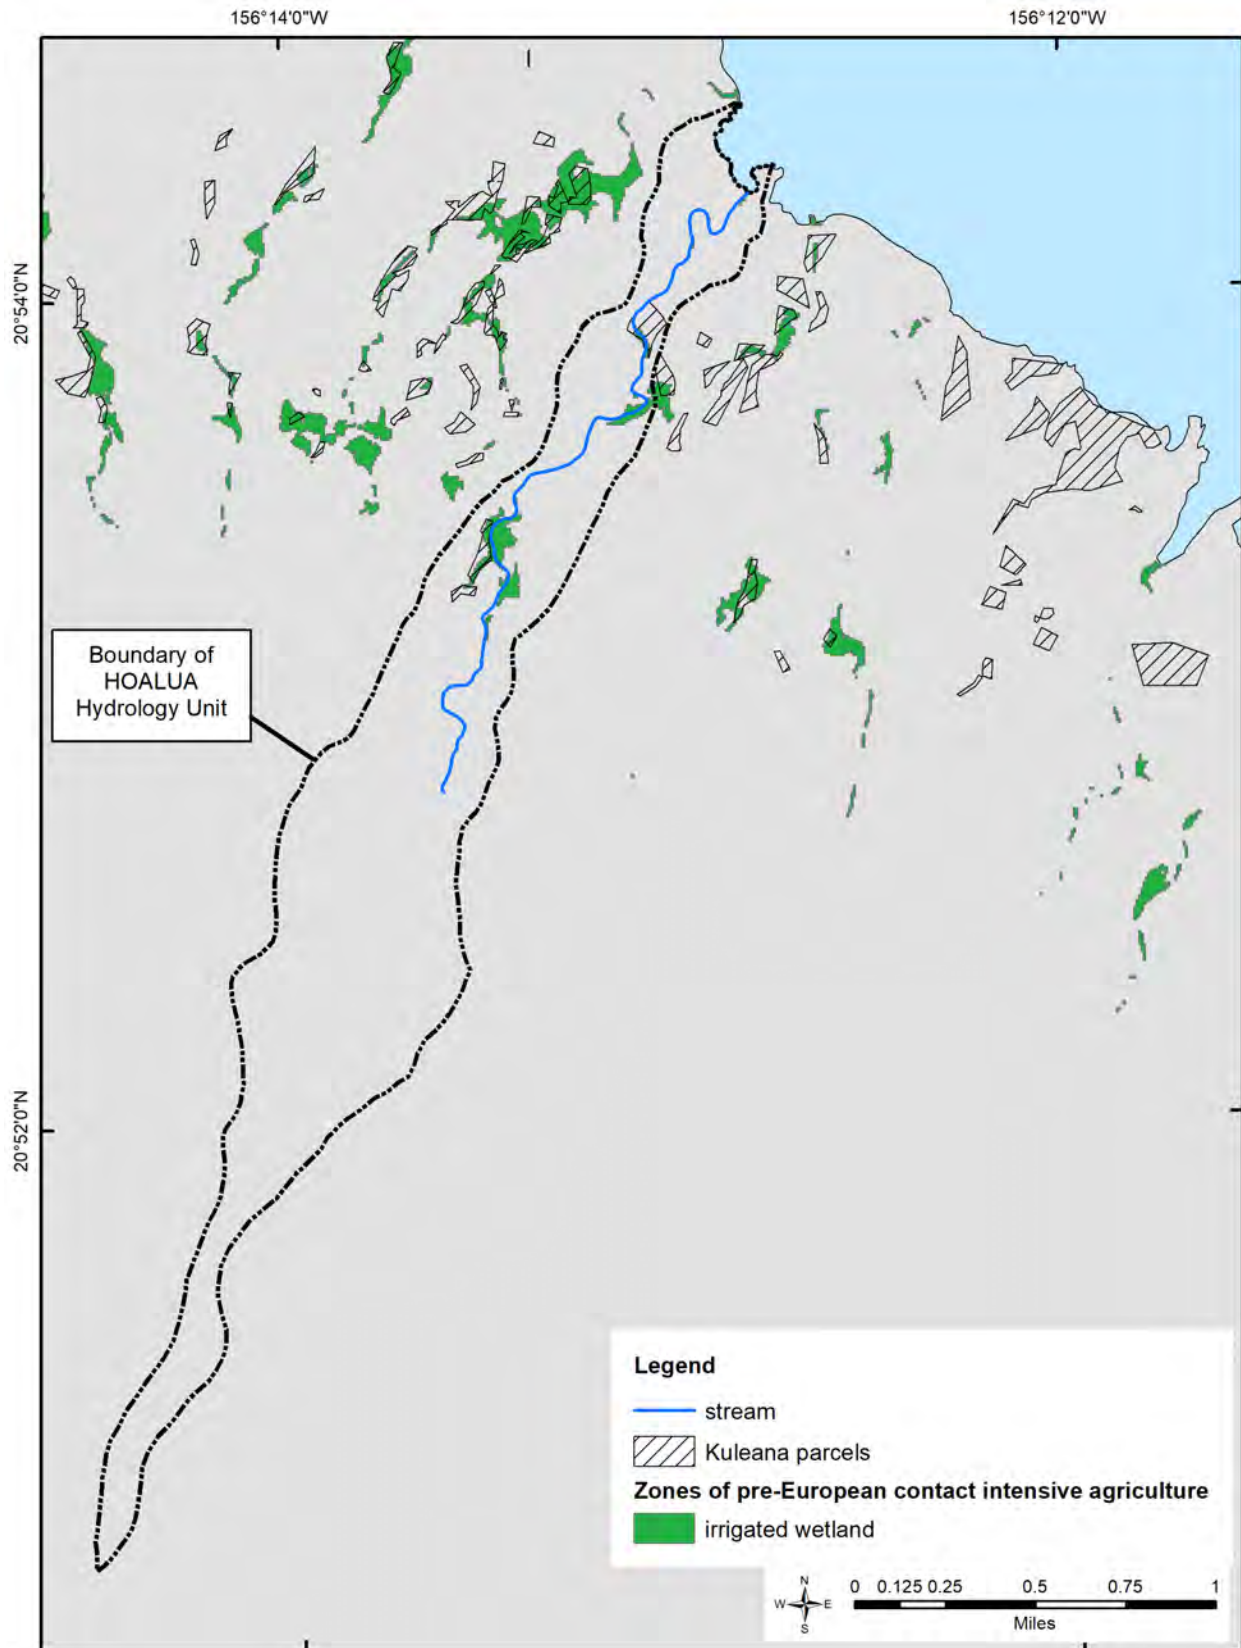 156°14'0"W
156°12'0"W
20°54'0"N
Boundary of
HOALUA
Hydrology Unit
20°52'0"N
Legend
stream
Kuleana parcels
Zones of pre-European contact intensive agriculture
irrigated wetland
N
W E
S
0 0.125 0.25 0.5 0.75 1
Miles